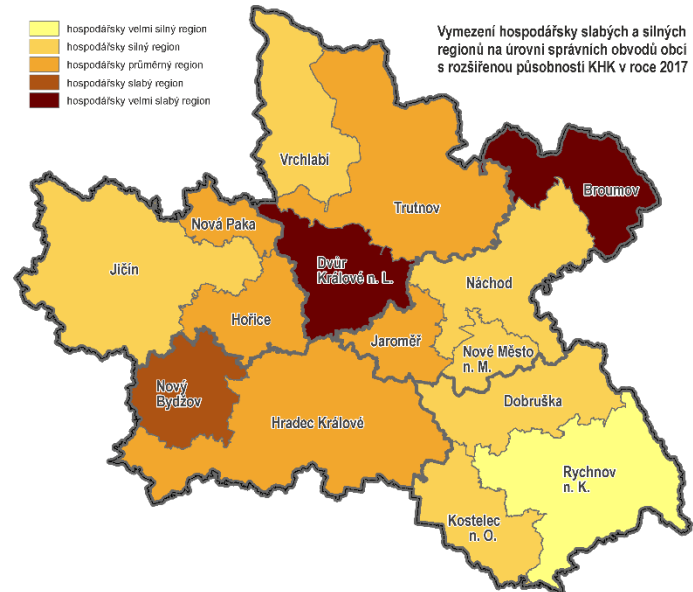 hospodářsky velmi silný region
hospodářsky silný region
hospodářsky průměrný region
hospodářsky slabý region
hospodářsky velmi slabý region
Vymezení hospodářsky slabých a silných
regionů na úrovni správních obvodů obcí
s rozšířenou působností KHK v roce 2017
Vrchlabí
Broumov
Trutnov
Nová Paka
Jičín
Dvůr
Králové n. L.
Náchod
Hořice
Jaroměř
Nové Město
n. M.
Nový
Bydžov
Dobruška
Hradec Králové
Rychnov
n. K.
Kostelec
n. O.